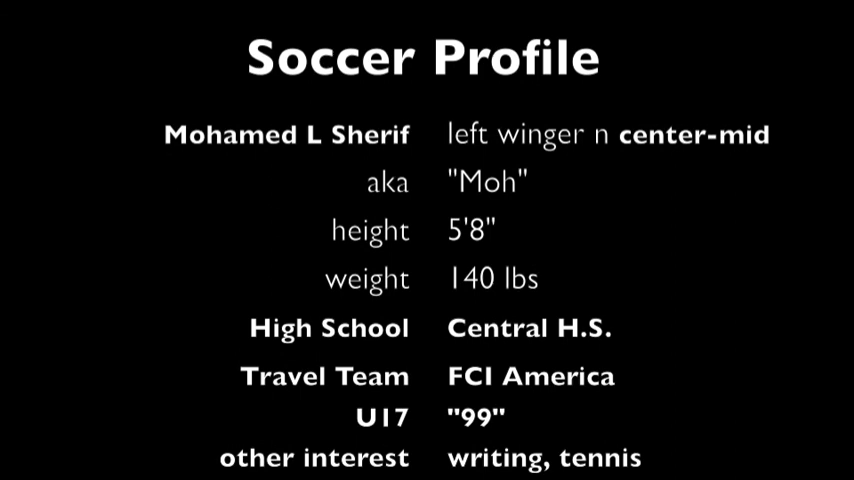 Soccer Profile
Mohamed L Sherif left winger n center-mid
aka "Moh"
height 5'8"
weight 140 lbs
High School Central H.S.
Travel Team FCI America
U17 "99"
other interest writing, tennis